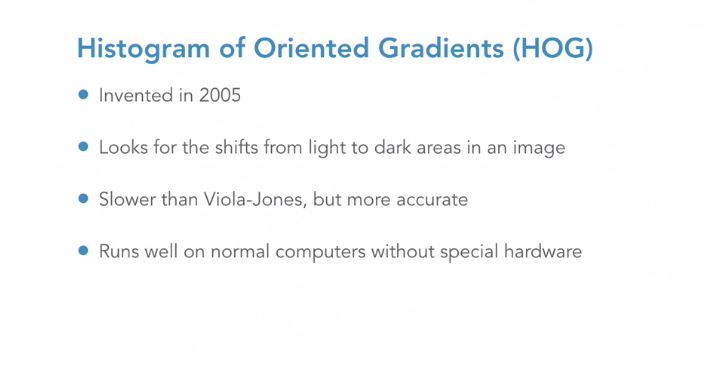 Histogram of Oriented Gradients (HOG)
Invented in 2005
Looks for the shifts from light to dark areas in an image
Slower than Viola-Jones, but more accurate
Runs well on normal computers without special hardware